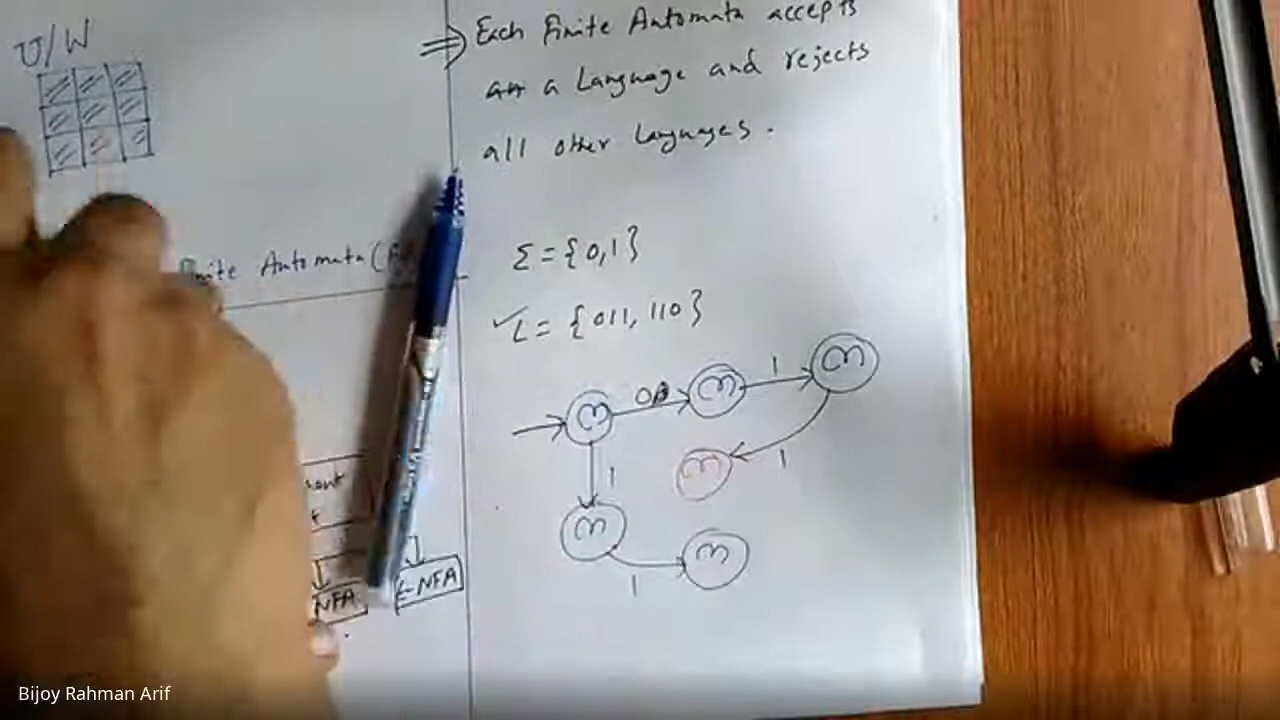 U/W
Finite Automata (
NFA
ε-NFA
⇒ Each Finite Automata accepts
a Language and rejects
all other Languages.
Σ = {0,1}
✓ L = {011, 110}
0
1
1
1
1
Bijoy Rahman Arif